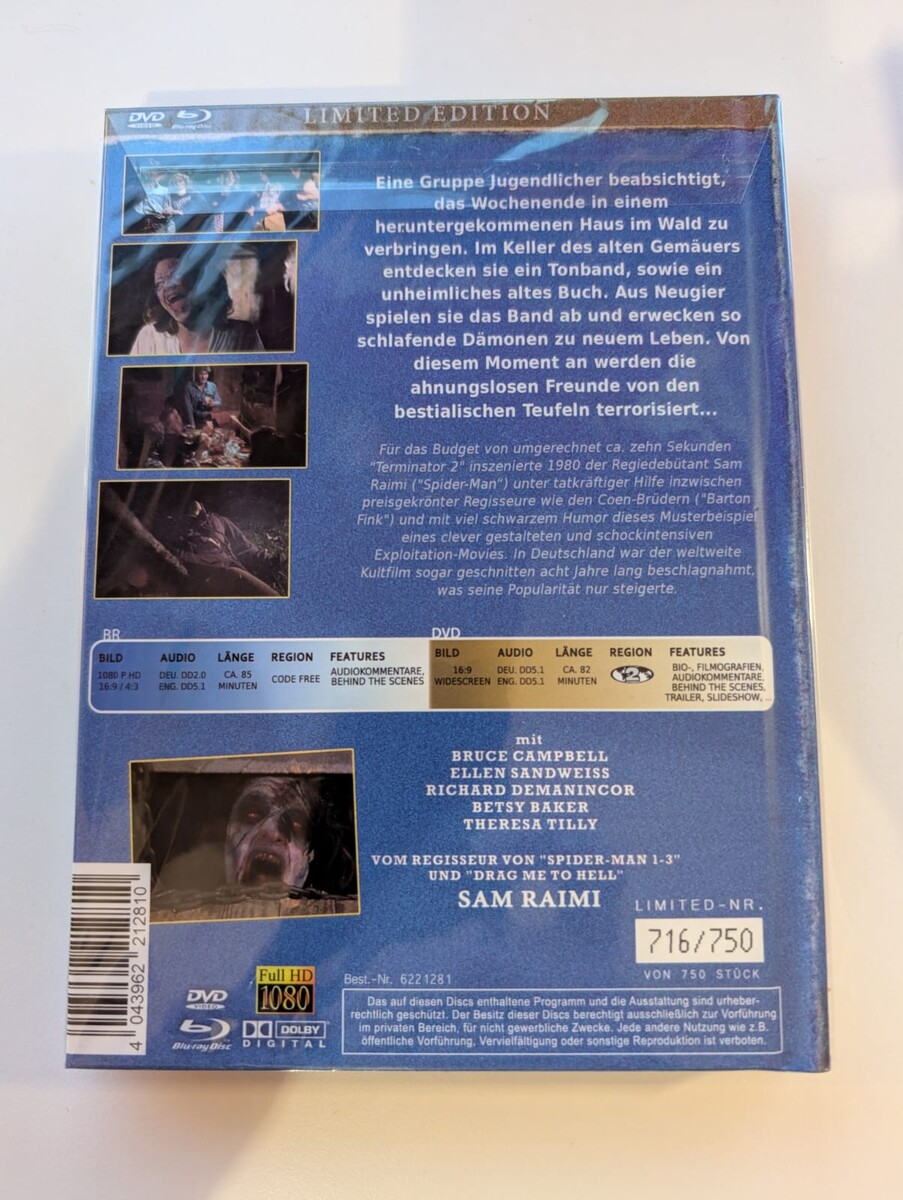 DVD VIDEO Blu-ray Disc LIMITED EDITION
Eine Gruppe Jugendlicher beabsichtigt,
das Wochenende in einem
heruntergekommenen Haus im Wald zu
verbringen. Im Keller des alten Gemäuers
entdecken sie ein Tonband, sowie ein
unheimliches altes Buch. Aus Neugier
spielen sie das Band ab und erwecken so
schlafende Dämonen zu neuem Leben. Von
diesem Moment an werden die
ahnungslosen Freunde von den
bestialischen Teufeln terrorisiert...
Für das Budget von umgerechnet ca. zehn Sekunden
"Terminator 2" inszenierte 1980 der Regiedebütant Sam
Raimi ("Spider-Man") unter tatkräftiger Hilfe inzwischen
preisgekrönter Regisseure wie den Coen-Brüdern ("Barton
Fink") und mit viel schwarzem Humor dieses Musterbeispiel
eines clever gestalteten und schockintensiven
Exploitation-Movies. In Deutschland war der weltweite
Kultfilm sogar geschnitten acht Jahre lang beschlagnahmt,
was seine Popularität nur steigerte.
BR
BILD AUDIO LÄNGE REGION FEATURES
1080 P HD DEU. DD2.0 CA. 85 CODE FREE AUDIOKOMMENTARE,
16:9 / 4:3 ENG. DD5.1 MINUTEN BEHIND THE SCENES
DVD
BILD AUDIO LÄNGE REGION FEATURES
16:9 DEU. DD5.1 CA. 82 2 BIO-, FILMOGRAFIEN,
WIDESCREEN ENG. DD5.1 MINUTEN AUDIOKOMMENTARE,
BEHIND THE SCENES,
TRAILER, SLIDESHOW, ...
mit
BRUCE CAMPBELL
ELLEN SANDWEISS
RICHARD DEMANINCOR
BETSY BAKER
THERESA TILLY
VOM REGISSEUR VON "SPIDER-MAN 1-3"
UND "DRAG ME TO HELL"
SAM RAIMI
LIMITED-NR.
716/750
VON 750 STÜCK
4 043962 212810
DVD VIDEO
Blu-ray Disc
Full HD
1080
DOLBY
DIGITAL
Best.-Nr. 6221281
Das auf diesen Discs enthaltene Programm und die Ausstattung sind urheber-
rechtlich geschützt. Der Besitz dieser Discs berechtigt ausschließlich zur Vorführung
im privaten Bereich, für nicht gewerbliche Zwecke. Jede andere Nutzung wie z.B.
öffentliche Vorführung, Vervielfältigung oder sonstige Reproduktion ist verboten.